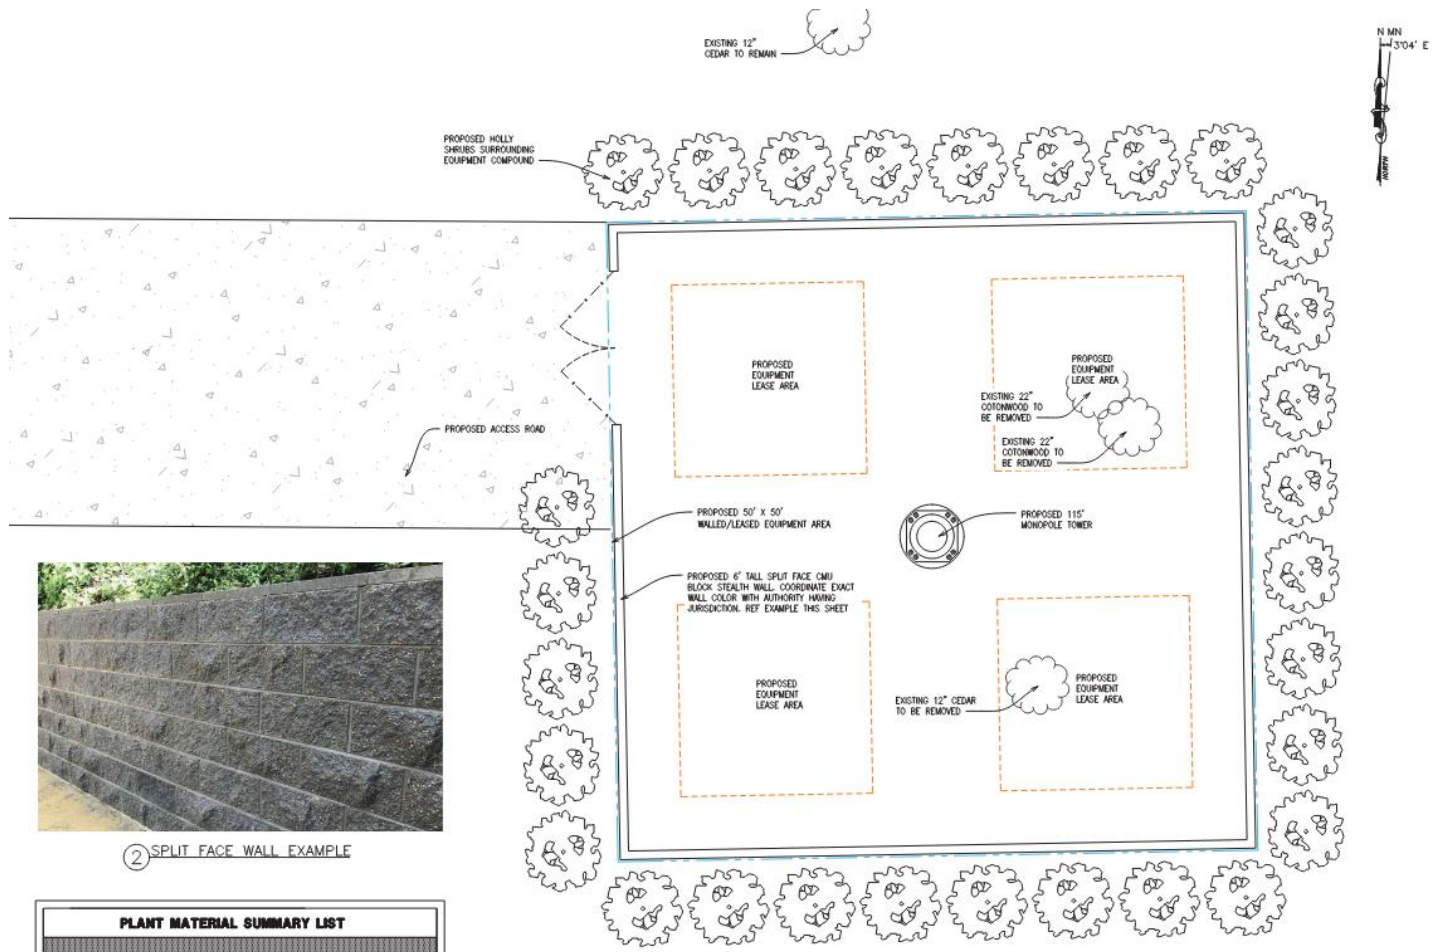 EXISTING 12"
CEDAR TO REMAIN
N MN
3°04' E
NORTH
PROPOSED HOLLY
SHRUBS SURROUNDING
EQUIPMENT COMPOUND
PROPOSED
EQUIPMENT
LEASE AREA
PROPOSED
EQUIPMENT
LEASE AREA
EXISTING 22"
COTONWOOD TO
BE REMOVED
EXISTING 22"
COTONWOOD TO
BE REMOVED
PROPOSED ACCESS ROAD
PROPOSED 50' X 50'
WALLED/LEASED EQUIPMENT AREA
PROPOSED 115'
MONOPOLE TOWER
PROPOSED 6' TALL SPLIT FACE CMU
BLOCK STEALTH WALL. COORDINATE EXACT
WALL COLOR WITH AUTHORITY HAVING
JURISDICTION. REF EXAMPLE THIS SHEET
PROPOSED
EQUIPMENT
LEASE AREA
EXISTING 12" CEDAR
TO BE REMOVED
PROPOSED
EQUIPMENT
LEASE AREA
2 SPLIT FACE WALL EXAMPLE
PLANT MATERIAL SUMMARY LIST